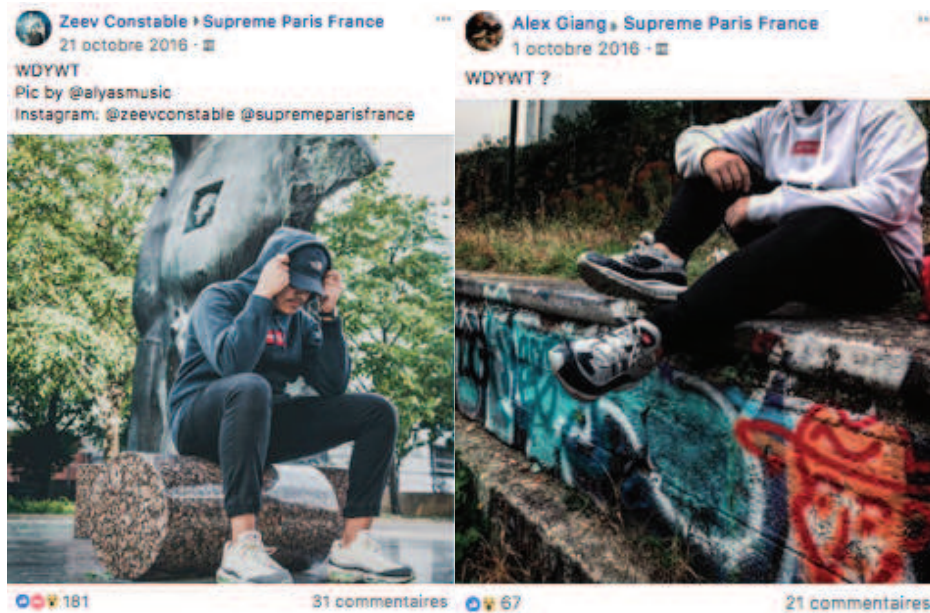 Zeev Constable ▸ Supreme Paris France
21 octobre 2016 ·
WDYWT
Pic by @alyasmusic
Instagram: @zeevconstable @supremeparisfrance
181
31 commentaires
Alex Giang ▸ Supreme Paris France
1 octobre 2016 ·
WDYWT ?
67
21 commentaires